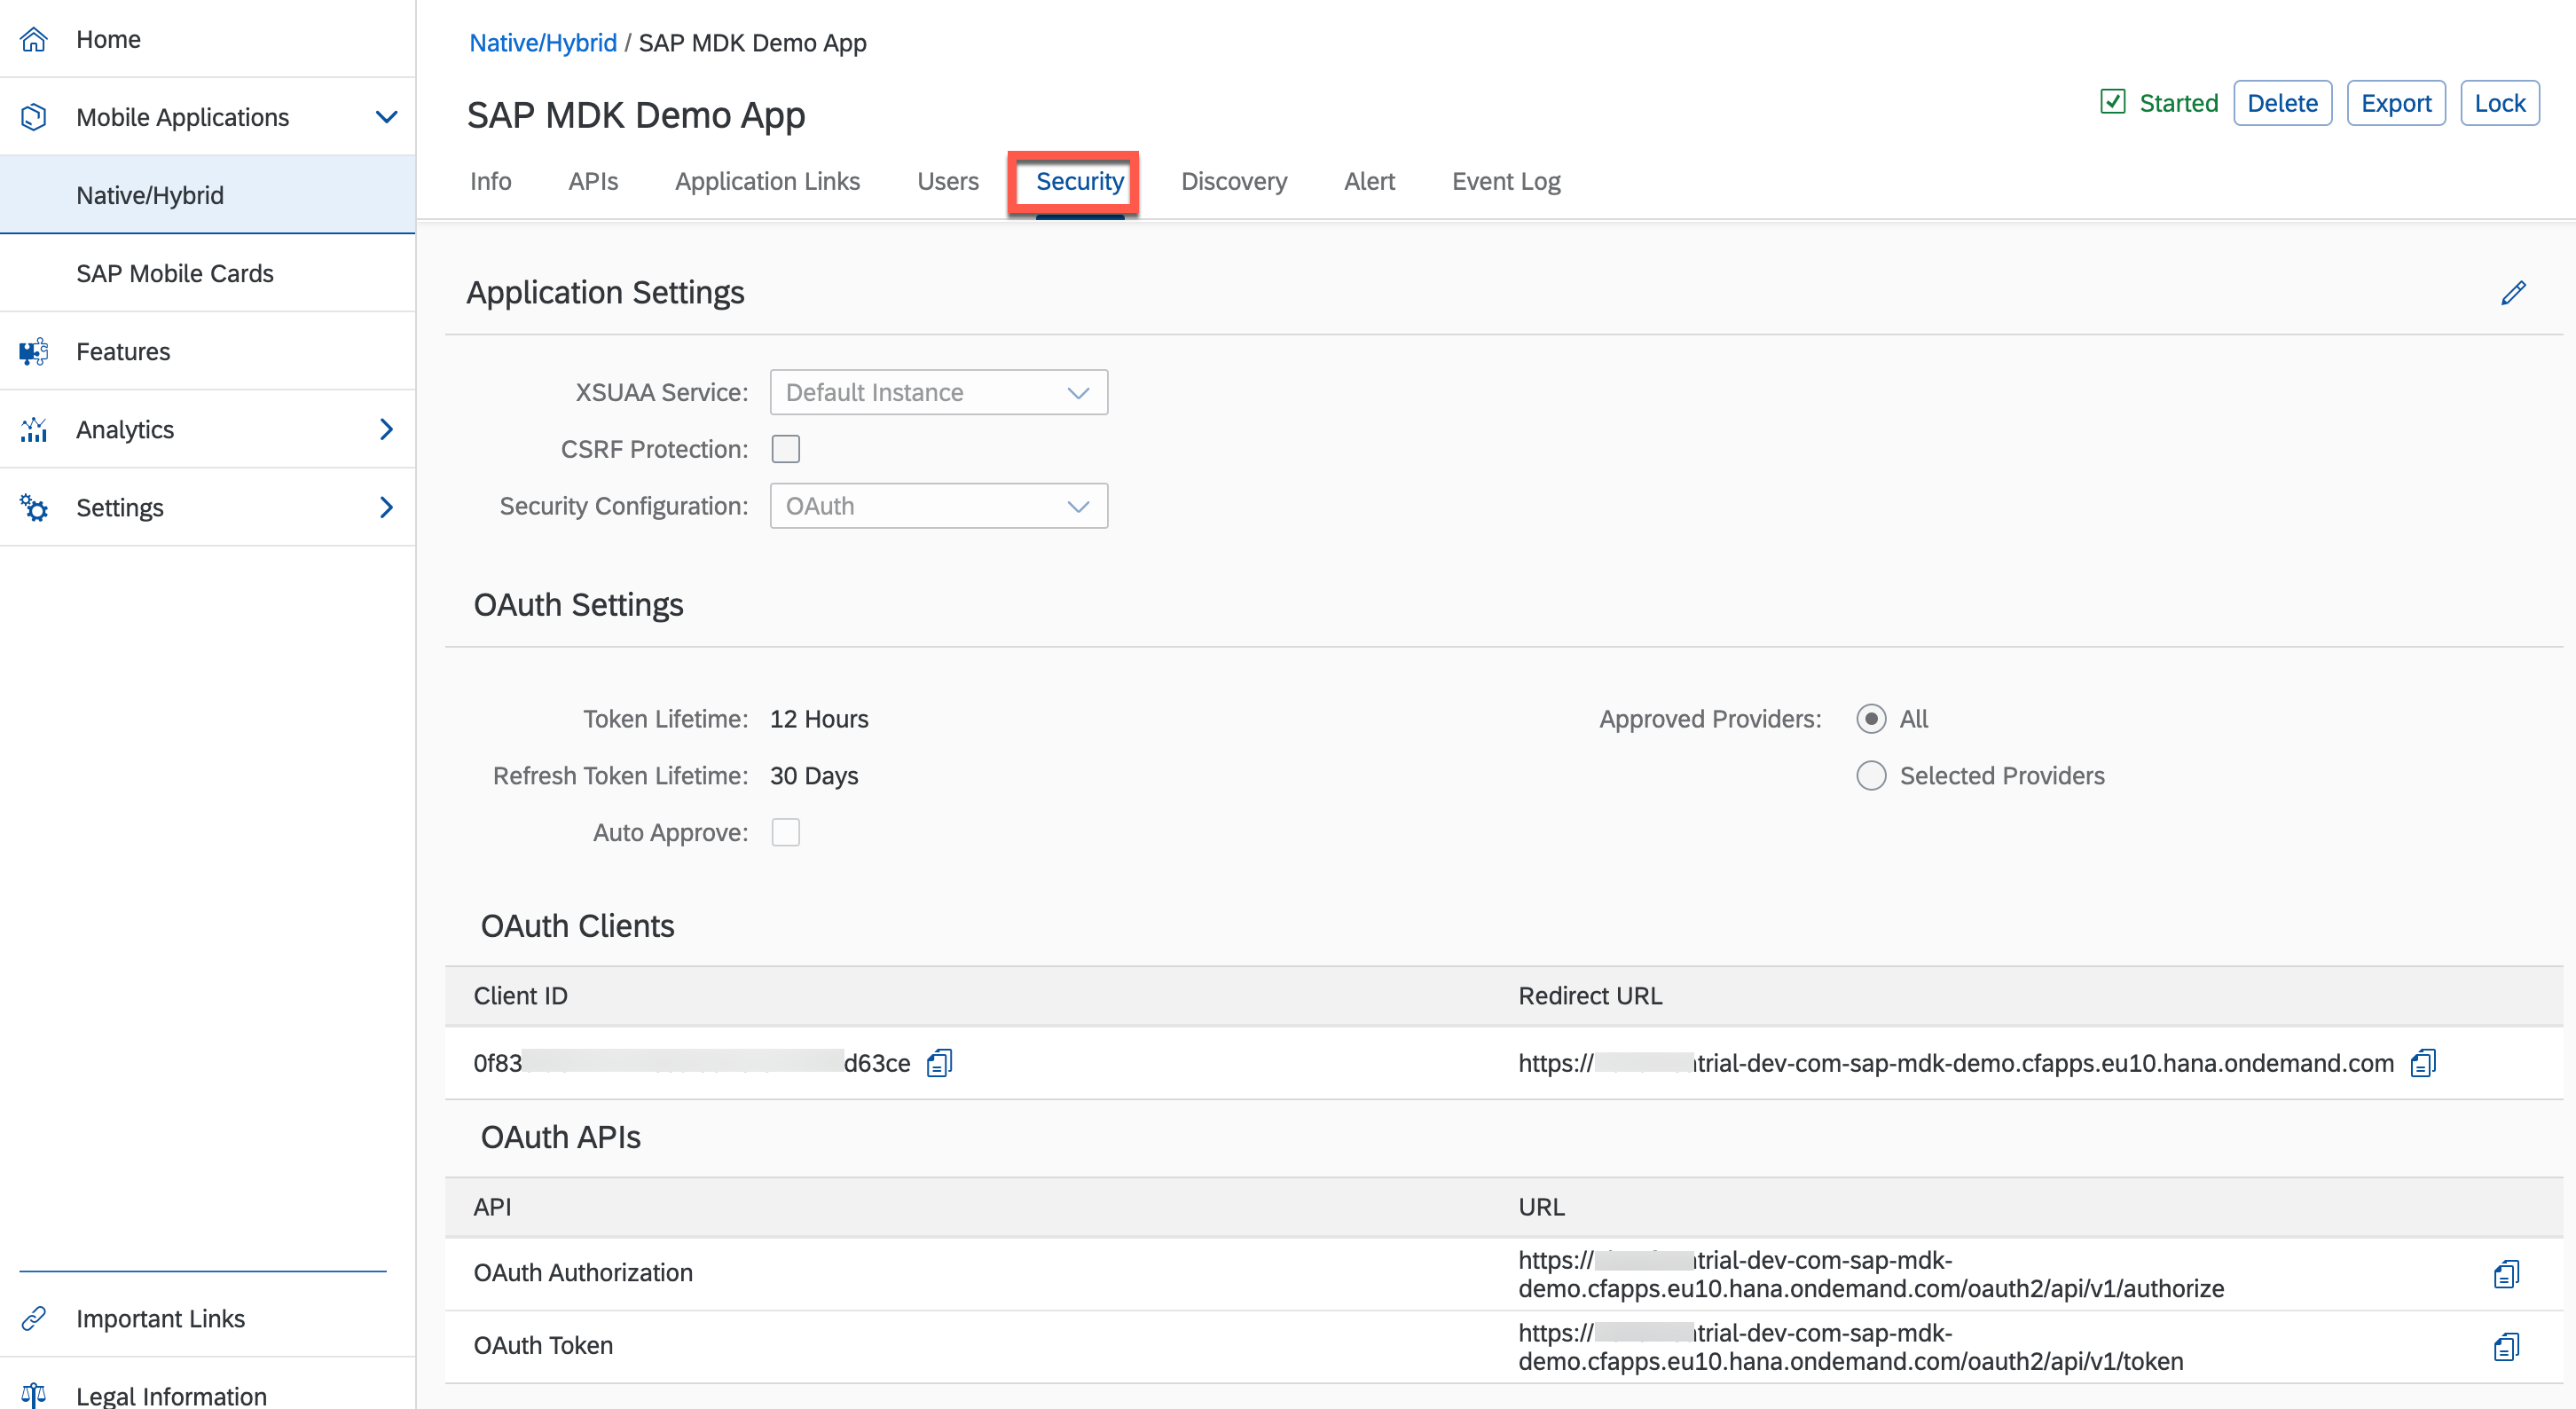 Home
Mobile Applications
Native/Hybrid
SAP Mobile Cards
Features
Analytics
Settings
Important Links
Legal Information
Native/Hybrid / SAP MDK Demo App
SAP MDK Demo App
Started Delete Export Lock
Info APIs Application Links Users Security Discovery Alert Event Log
Application Settings
XSUAA Service: Default Instance
CSRF Protection:
Security Configuration: OAuth
OAuth Settings
Token Lifetime: 12 Hours Approved Providers: All
Refresh Token Lifetime: 30 Days Selected Providers
Auto Approve:
OAuth Clients
Client ID Redirect URL
0f83 d63ce https:// trial-dev-com-sap-mdk-demo.cfapps.eu10.hana.ondemand.com
OAuth APIs
API URL
OAuth Authorization https:// trial-dev-com-sap-mdk-
demo.cfapps.eu10.hana.ondemand.com/oauth2/api/v1/authorize
OAuth Token https:// trial-dev-com-sap-mdk-
demo.cfapps.eu10.hana.ondemand.com/oauth2/api/v1/token